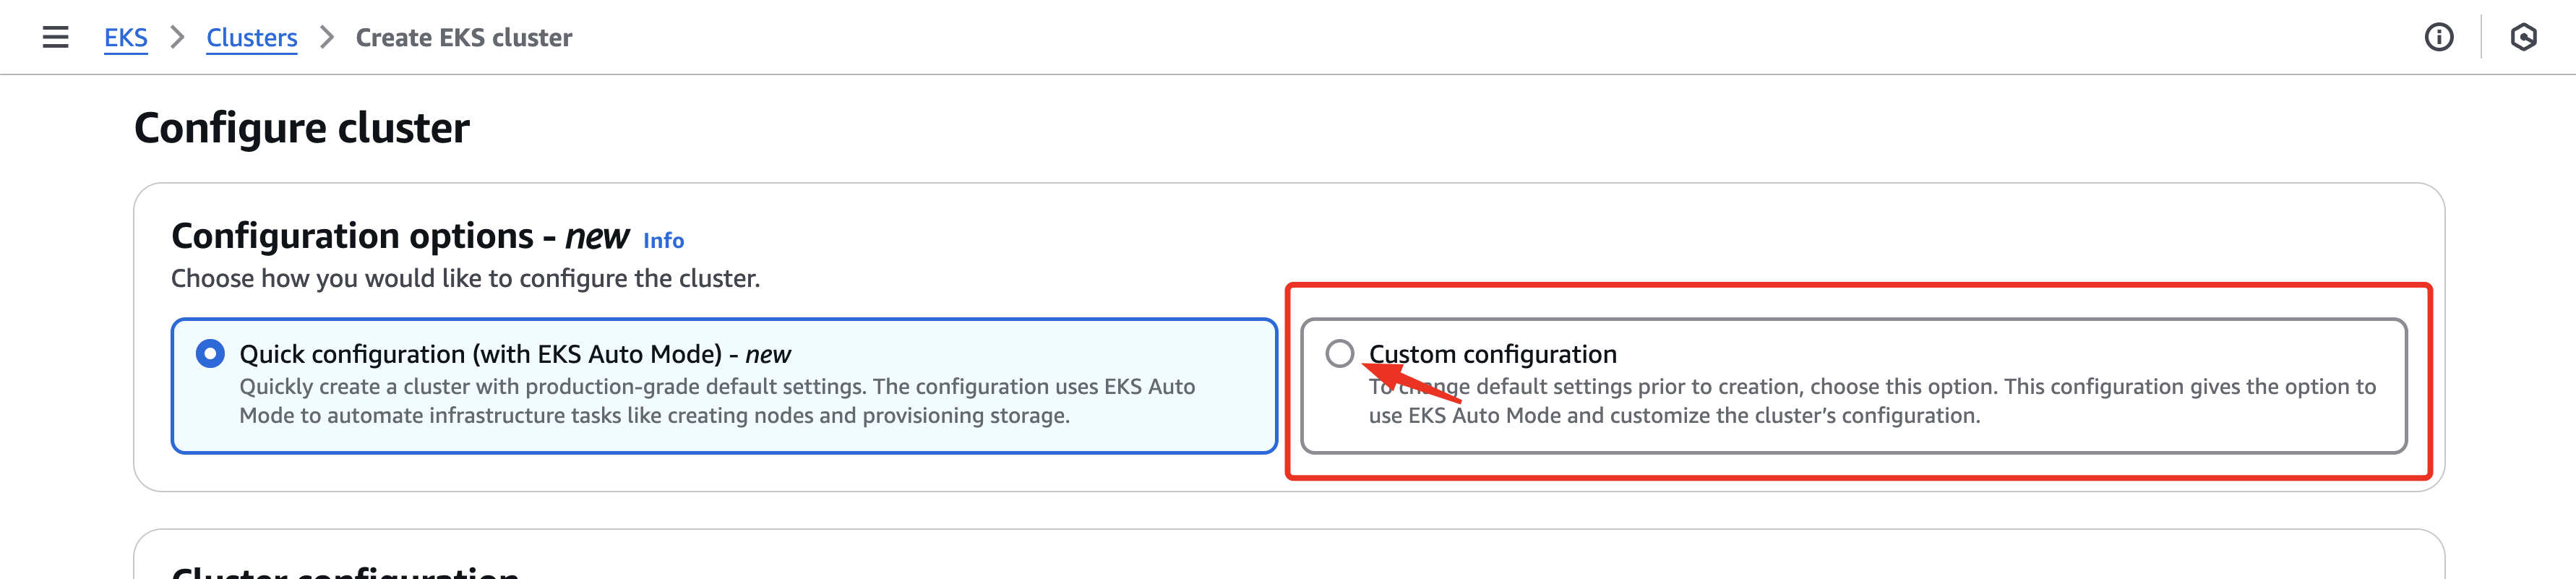 EKS > Clusters > Create EKS cluster
Configure cluster
Configuration options - new Info
Choose how you would like to configure the cluster.
Quick configuration (with EKS Auto Mode) - new
Quickly create a cluster with production-grade default settings. The configuration uses EKS Auto
Mode to automate infrastructure tasks like creating nodes and provisioning storage.
Custom configuration
To change default settings prior to creation, choose this option. This configuration gives the option to
use EKS Auto Mode and customize the cluster’s configuration.
Cluster configuration